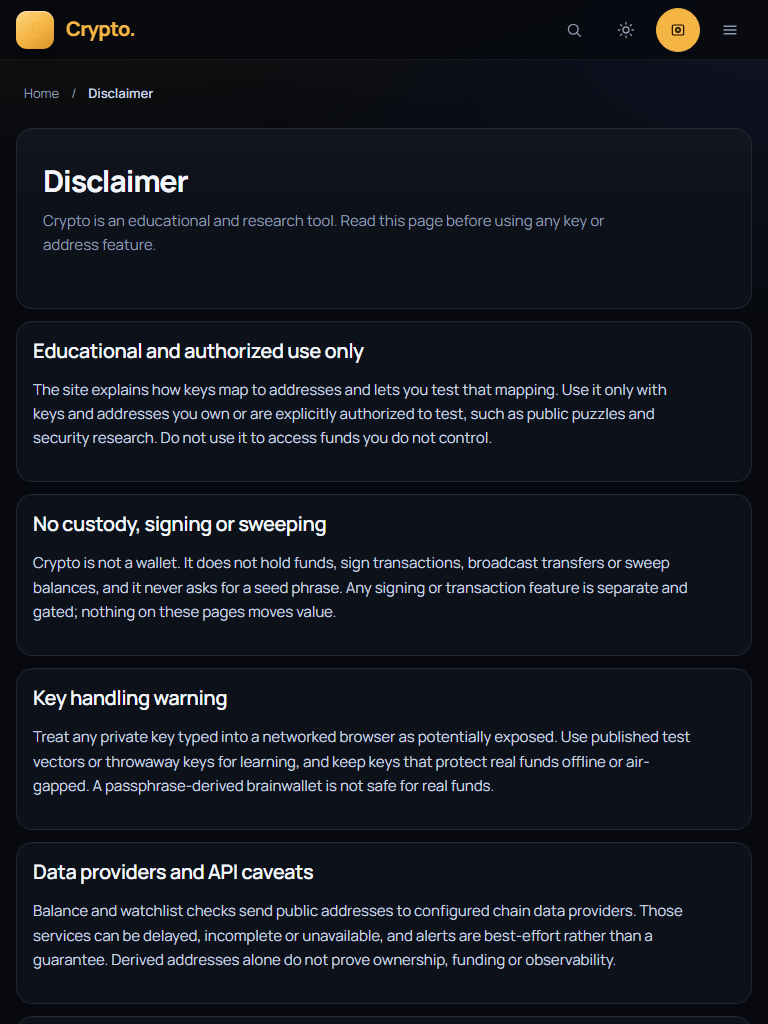 Crypto.
Home / Disclaimer
Disclaimer
Crypto is an educational and research tool. Read this page before using any key or
address feature.
Educational and authorized use only
The site explains how keys map to addresses and lets you test that mapping. Use it only with
keys and addresses you own or are explicitly authorized to test, such as public puzzles and
security research. Do not use it to access funds you do not control.
No custody, signing or sweeping
Crypto is not a wallet. It does not hold funds, sign transactions, broadcast transfers or sweep
balances, and it never asks for a seed phrase. Any signing or transaction feature is separate and
gated; nothing on these pages moves value.
Key handling warning
Treat any private key typed into a networked browser as potentially exposed. Use published test
vectors or throwaway keys for learning, and keep keys that protect real funds offline or air-
gapped. A passphrase-derived brainwallet is not safe for real funds.
Data providers and API caveats
Balance and watchlist checks send public addresses to configured chain data providers. Those
services can be delayed, incomplete or unavailable, and alerts are best-effort rather than a
guarantee. Derived addresses alone do not prove ownership, funding or observability.